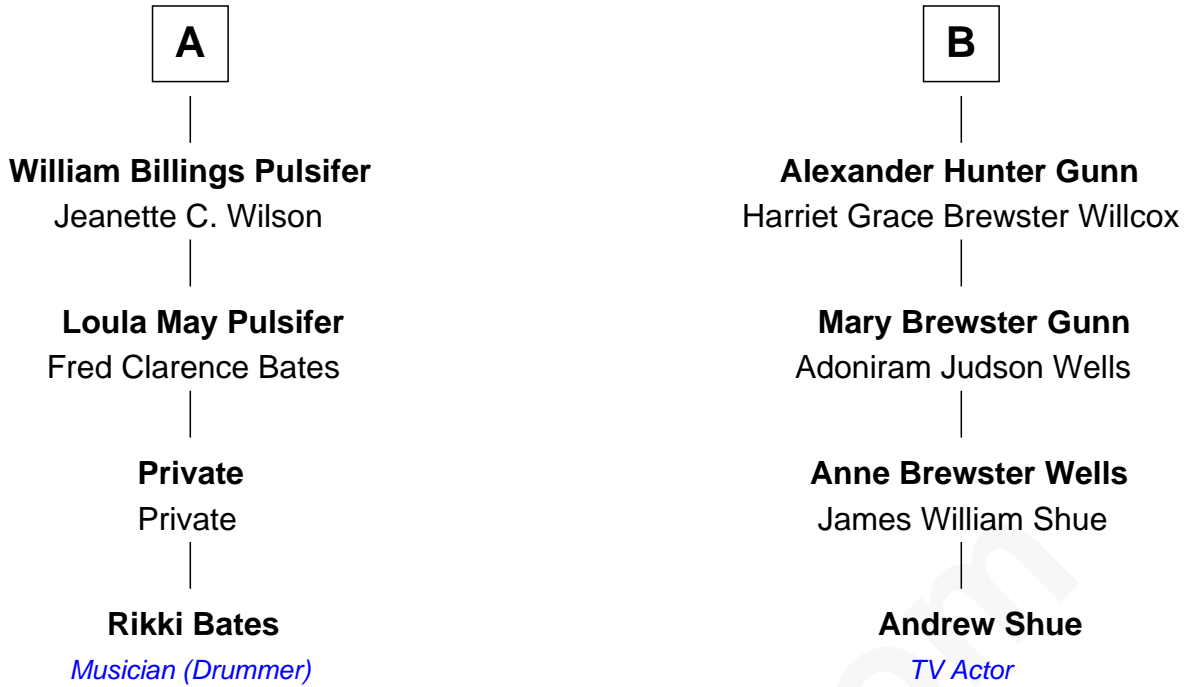 A
William Billings Pulsifer
Jeanette C. Wilson
Loula May Pulsifer
Fred Clarence Bates
Private
Private
Rikki Bates
Musician (Drummer)
B
Alexander Hunter Gunn
Harriet Grace Brewster Willcox
Mary Brewster Gunn
Adoniram Judson Wells
Anne Brewster Wells
James William Shue
Andrew Shue
TV Actor